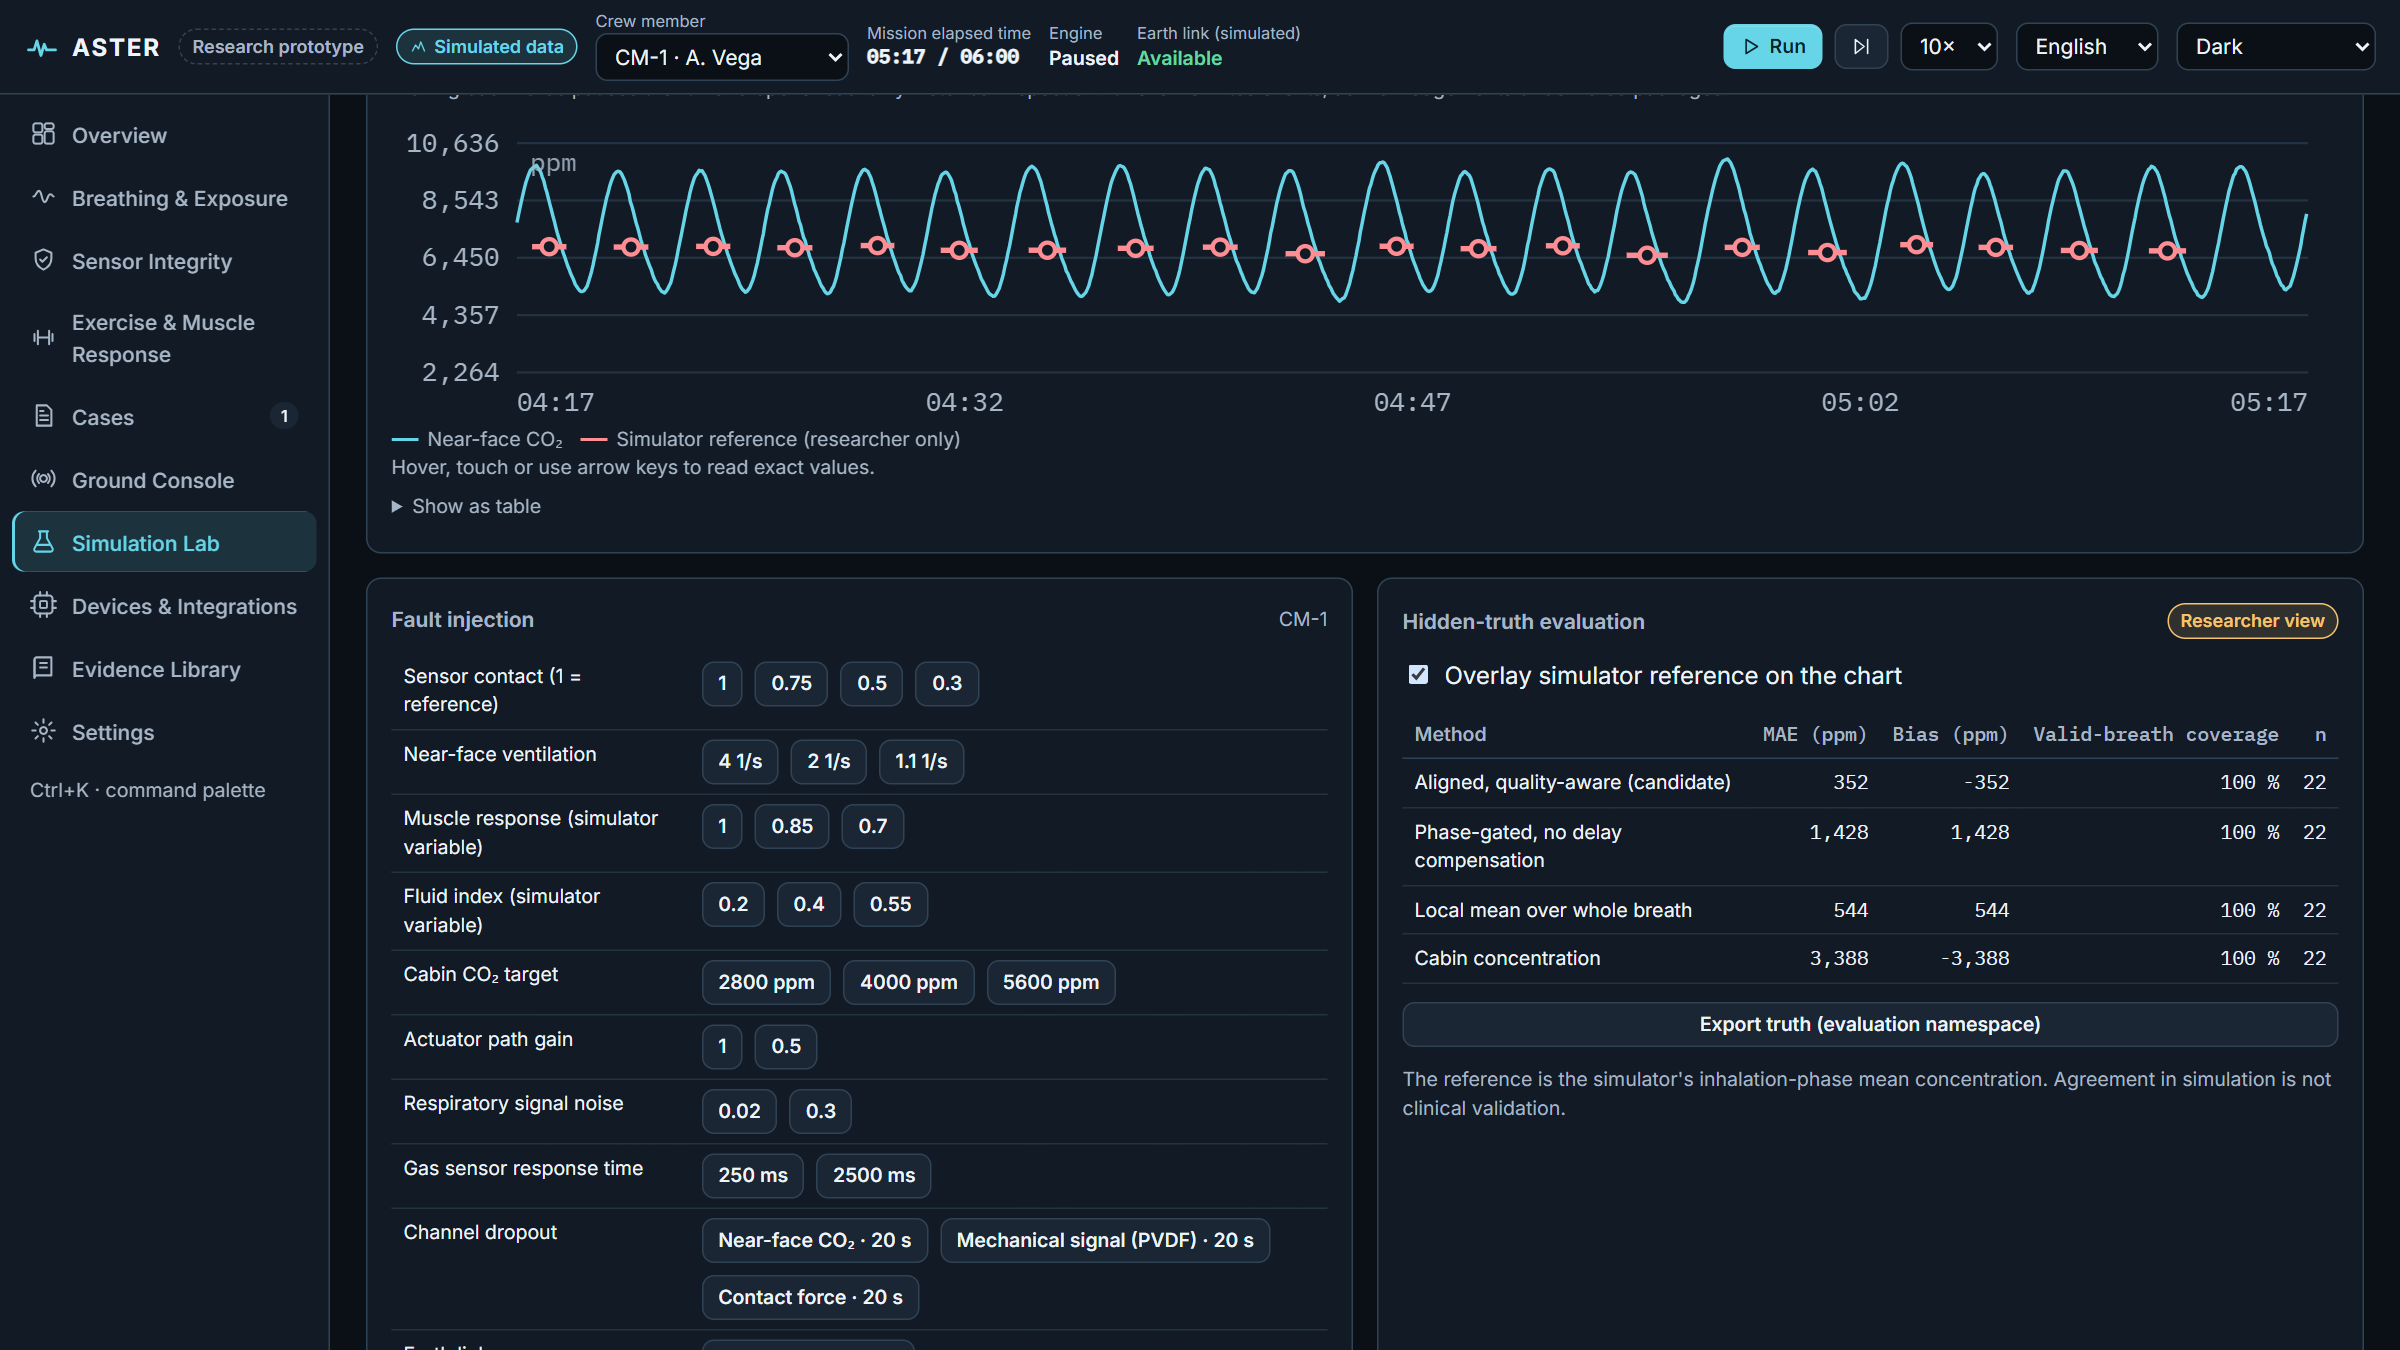 ASTER
Research prototype
Simulated data
Crew member
CM-1 · A. Vega
Mission elapsed time
05:17 / 06:00
Engine
Paused
Earth link (simulated)
Available
Run
10×
English
Dark
Overview
Breathing & Exposure
Sensor Integrity
Exercise & Muscle
Response
Cases
1
Ground Console
Simulation Lab
Devices & Integrations
Evidence Library
Settings
Ctrl+K · command palette
10,636
ppm
8,543
6,450
4,357
2,264
04:17
04:32
04:47
05:02
05:17
Near-face CO₂
Simulator reference (researcher only)
Hover, touch or use arrow keys to read exact values.
Show as table
Fault injection
CM-1
Sensor contact (1 =
reference)
1
0.75
0.5
0.3
Near-face ventilation
4 1/s
2 1/s
1.1 1/s
Muscle response (simulator
variable)
1
0.85
0.7
Fluid index (simulator
variable)
0.2
0.4
0.55
Cabin CO₂ target
2800 ppm
4000 ppm
5600 ppm
Actuator path gain
1
0.5
Respiratory signal noise
0.02
0.3
Gas sensor response time
250 ms
2500 ms
Channel dropout
Near-face CO₂ · 20 s
Mechanical signal (PVDF) · 20 s
Contact force · 20 s
Hidden-truth evaluation
Researcher view
Overlay simulator reference on the chart
Method MAE (ppm) Bias (ppm) Valid-breath coverage n
Aligned, quality-aware (candidate) 352 -352 100 % 22
Phase-gated, no delay
compensation
1,428 1,428 100 % 22
Local mean over whole breath 544 544 100 % 22
Cabin concentration 3,388 -3,388 100 % 22
Export truth (evaluation namespace)
The reference is the simulator's inhalation-phase mean concentration. Agreement in simulation is not
clinical validation.